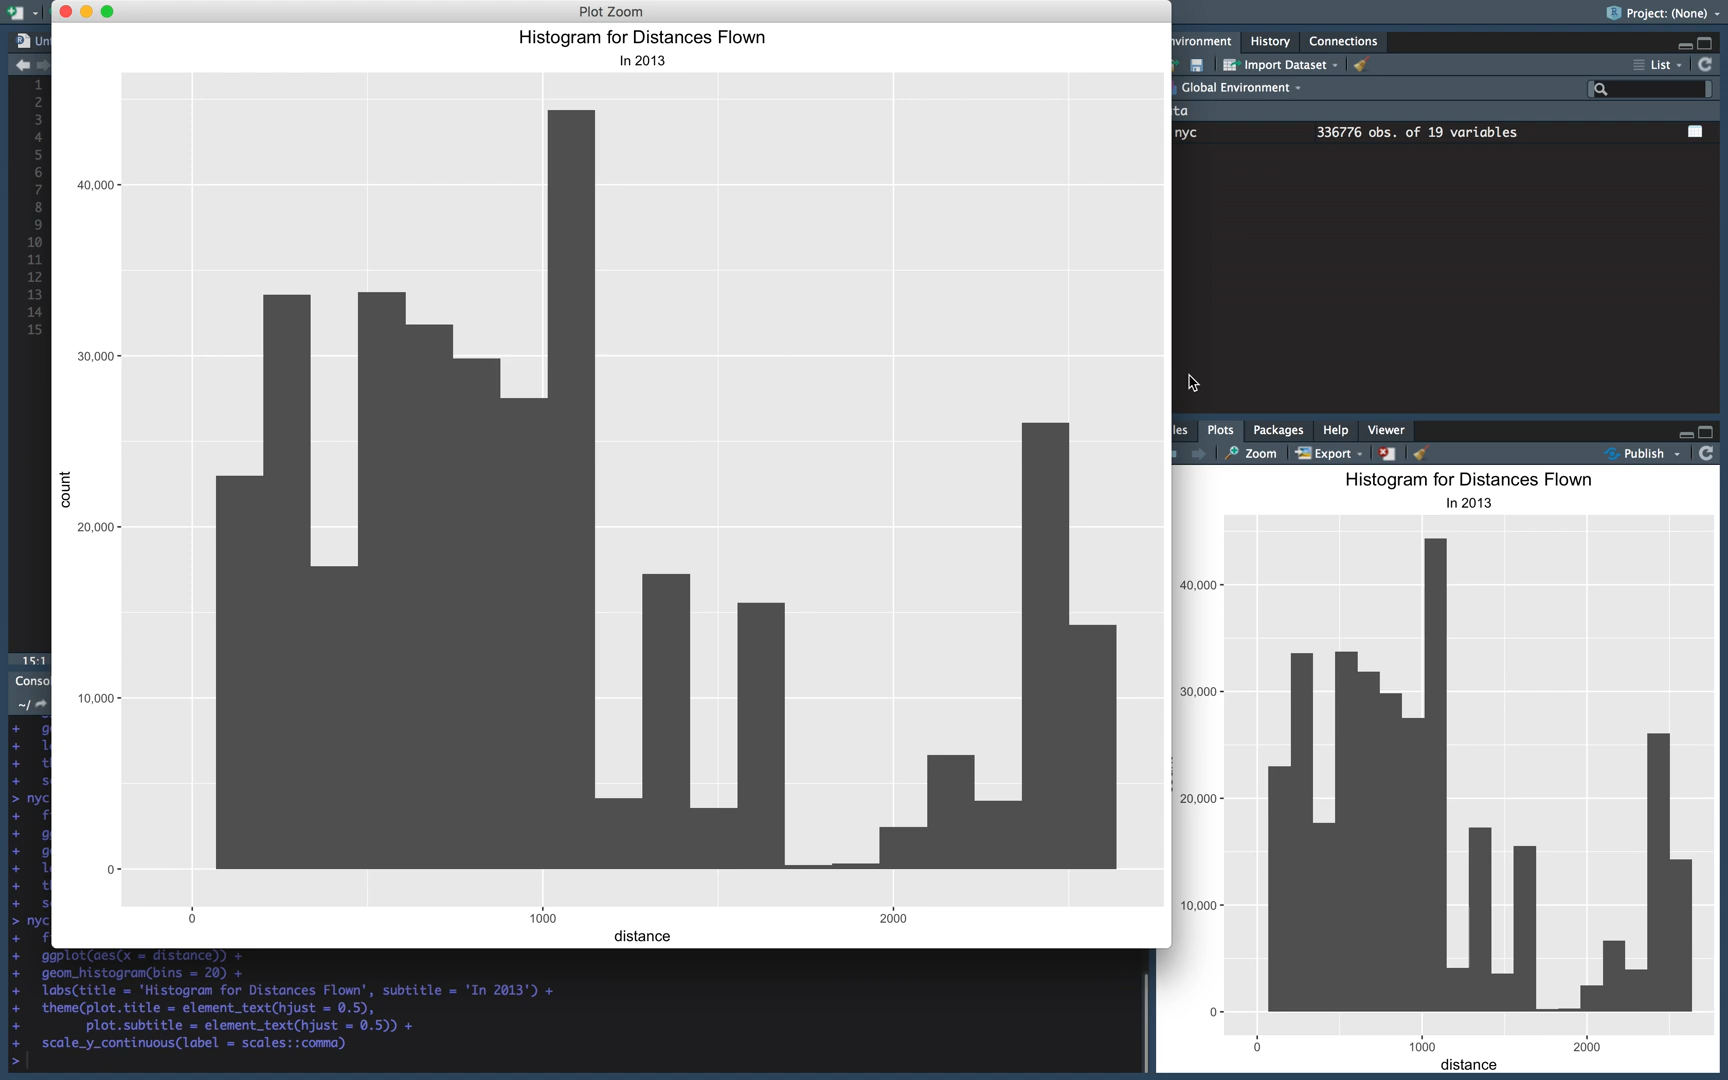 Plot Zoom
Project: (None)
Histogram for Distances Flown
In 2013
40,000
30,000
20,000
10,000
0
count
0
1000
2000
distance
History
Connections
Import Dataset
List
Global Environment
nyc
336776 obs. of 19 variables
Plots
Packages
Help
Viewer
Zoom
Export
Publish
Histogram for Distances Flown
In 2013
40,000
30,000
20,000
10,000
0
0
1000
2000
distance
1
2
3
4
5
6
7
8
9
10
11
12
13
14
15
15:1
~/
> nyc
> nyc
+ ggplot(aes(x = distance)) +
+ geom_histogram(bins = 20) +
+ labs(title = 'Histogram for Distances Flown', subtitle = 'In 2013') +
+ theme(plot.title = element_text(hjust = 0.5),
+ plot.subtitle = element_text(hjust = 0.5)) +
+ scale_y_continuous(label = scales::comma)
>